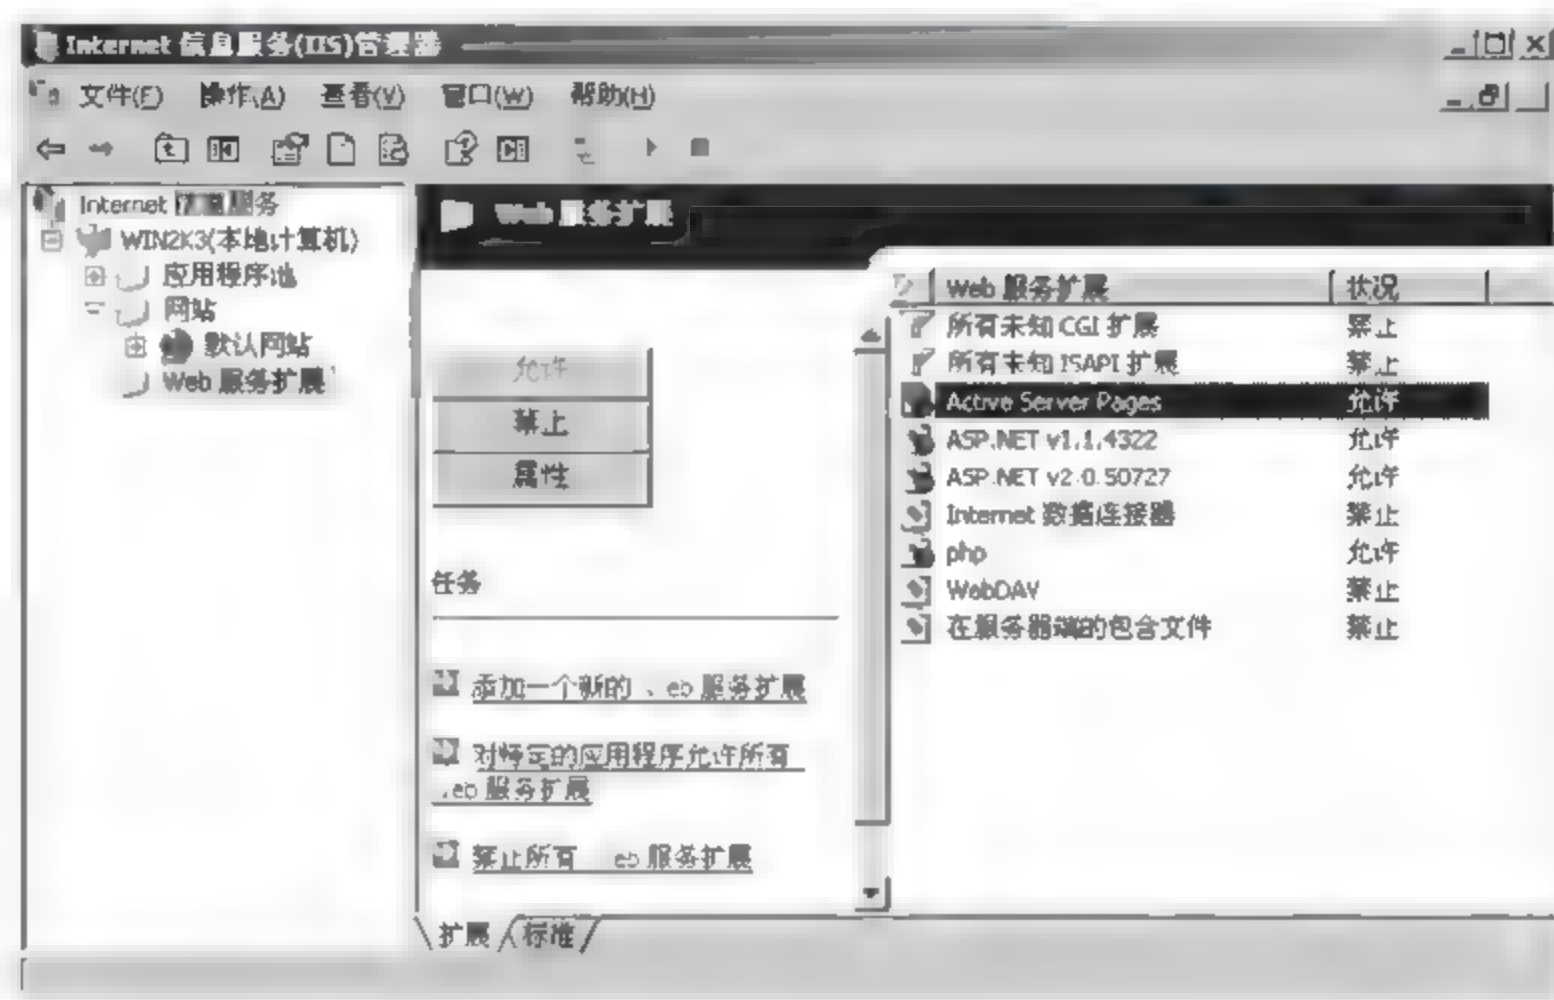 Internet 信息服务(IIS)管理器
文件(F) 操作(A) 查看(V) 窗口(W) 帮助(H)
Internet 服务
WIN2K3(本地计算机)
应用程序池
网站
默认网站
Web 服务扩展
Web 服务扩展
允许
禁止
属性
任务
添加一个新的 eb 服务扩展
对特定的应用程序允许所有
eb 服务扩展
禁止所有 eb 服务扩展
Web 服务扩展 状况
所有未知 CGI 扩展 禁止
所有未知 ISAPI 扩展 禁止
Active Server Pages 允许
ASP.NET v1.1.4322 允许
ASP.NET v2.0.50727 允许
Internet 数据连接器 禁止
php 允许
WebDAV 禁止
在服务器端的包含文件 禁止
扩展 标准